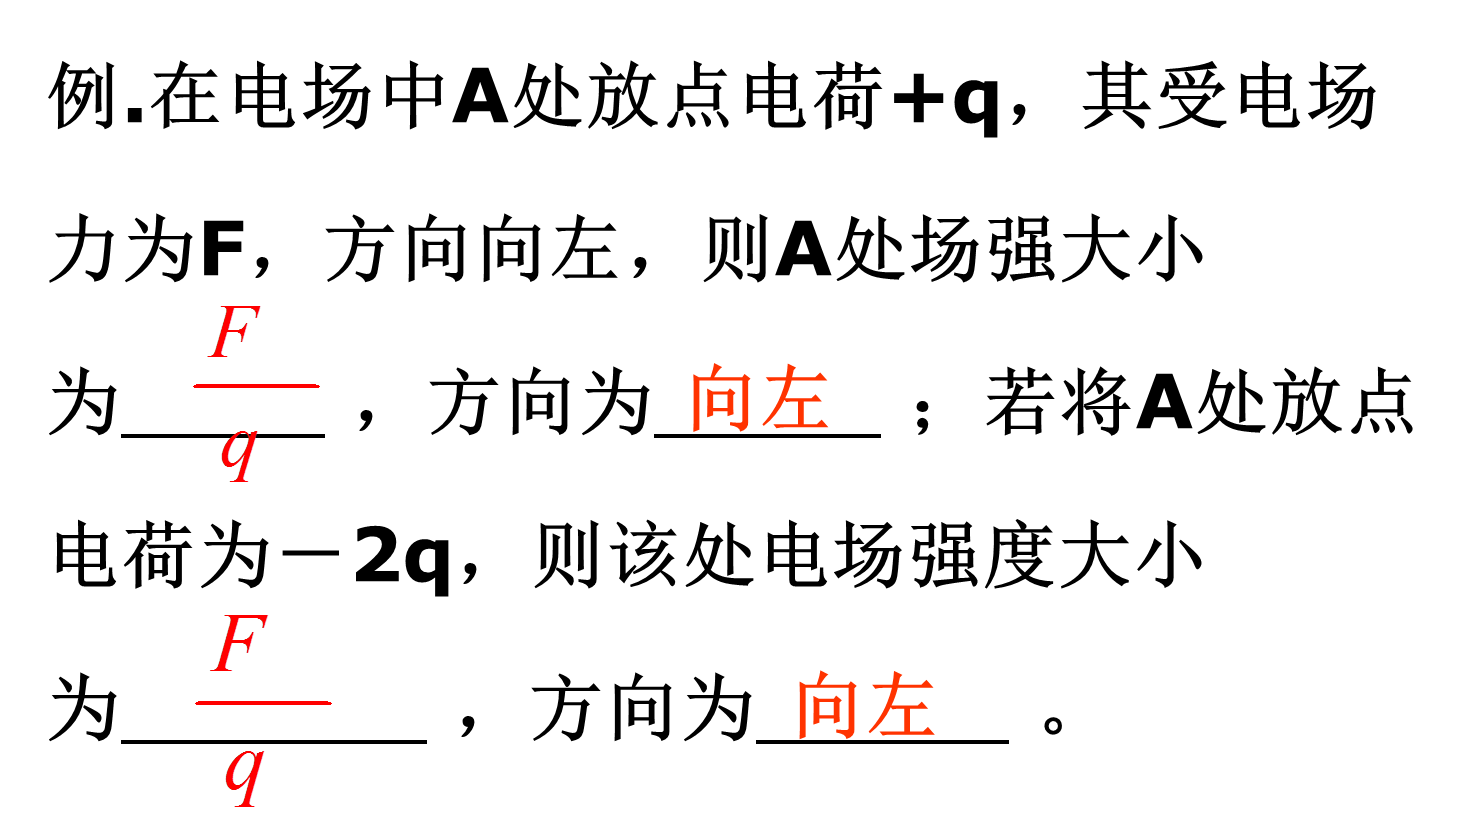 例.在电场中A处放点电荷+q，其受电场
力为F，方向向左，则A处场强大小
为 F/q ，方向为 向左 ；若将A处放点
电荷为－2q，则该处电场强度大小
为 F/q ，方向为 向左 。